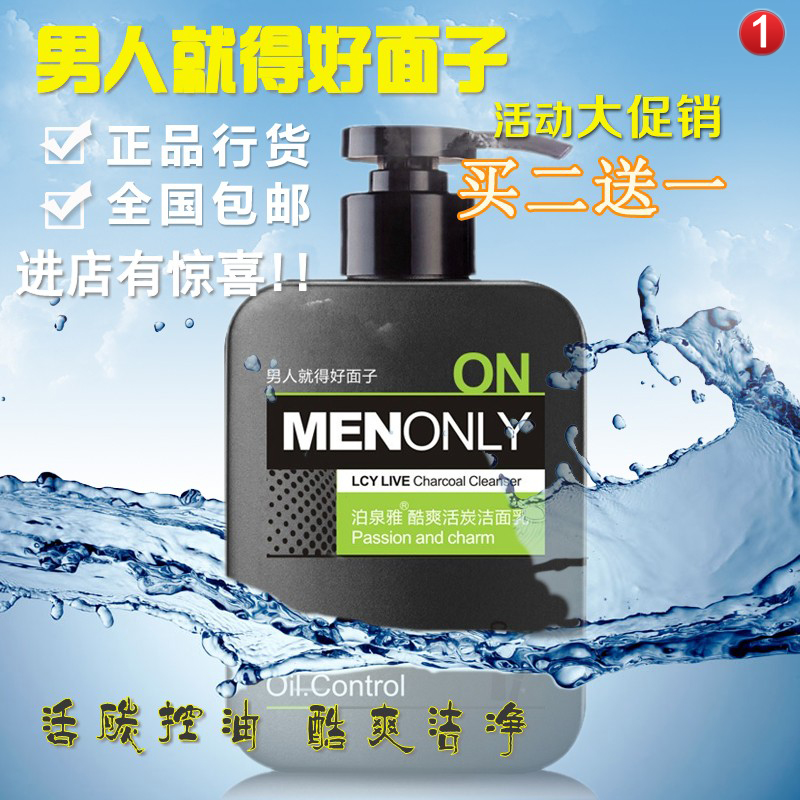 1
男人就得好面子
正品行货
全国包邮
进店有惊喜!!
活动大促销
买二送一
男人就得好面子
ON
MENONLY
LCY LIVE Charcoal Cleanser
泊泉雅® 酷爽活炭洁面乳
Passion and charm
Oil Control
活碳控油 酷爽洁净